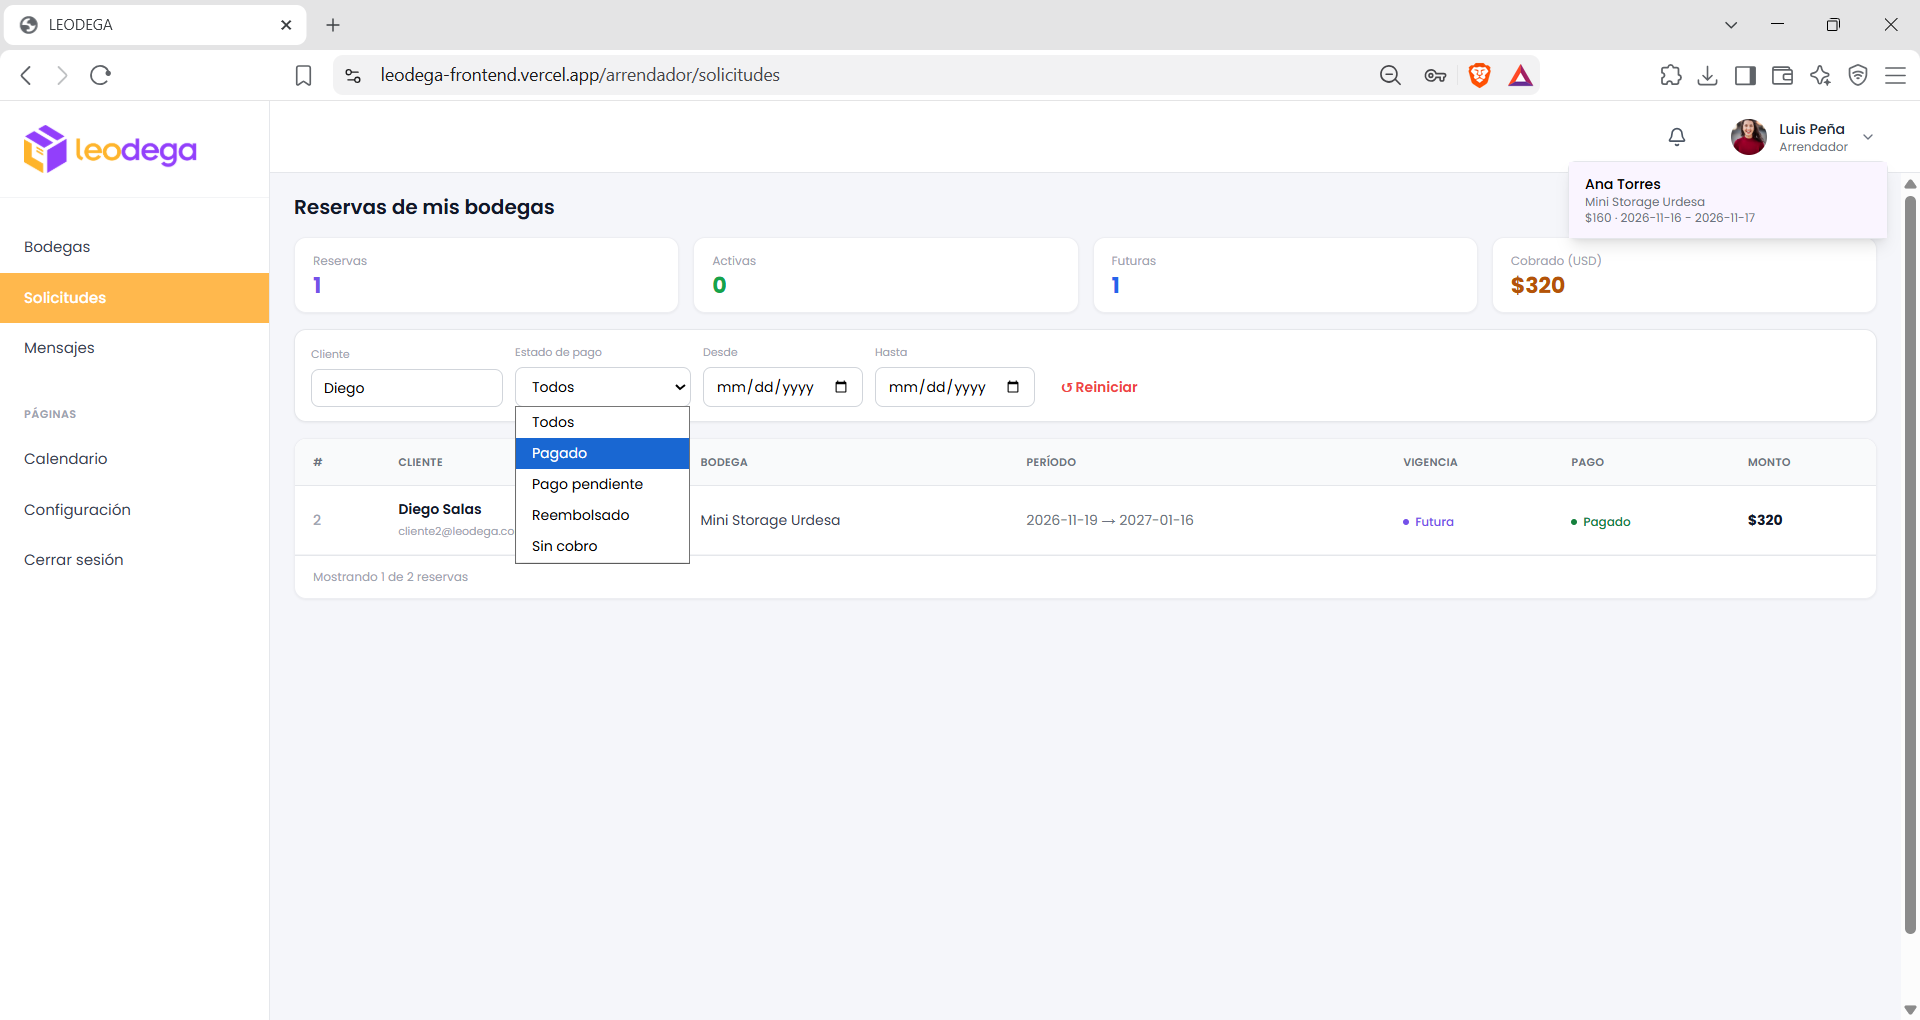 LEODEGA
leodega-frontend.vercel.app/arrendador/solicitudes
leodega
Luis Peña
Arrendador
Ana Torres
Mini Storage Urdesa
$160 · 2026-11-16 - 2026-11-17
Bodegas
Solicitudes
Mensajes
PÁGINAS
Calendario
Configuración
Cerrar sesión
Reservas de mis bodegas
Reservas
1
Activas
0
Futuras
1
Cobrado (USD)
$320
Cliente
Diego
Estado de pago
Todos
Desde
mm/dd/yyyy
Hasta
mm/dd/yyyy
↺ Reiniciar
Todos
Pagado
Pago pendiente
Reembolsado
Sin cobro
# CLIENTE BODEGA PERÍODO VIGENCIA PAGO MONTO
2 Diego Salas Mini Storage Urdesa 2026-11-19 → 2027-01-16 Futura Pagado $320
cliente2@leodega.co
Mostrando 1 de 2 reservas